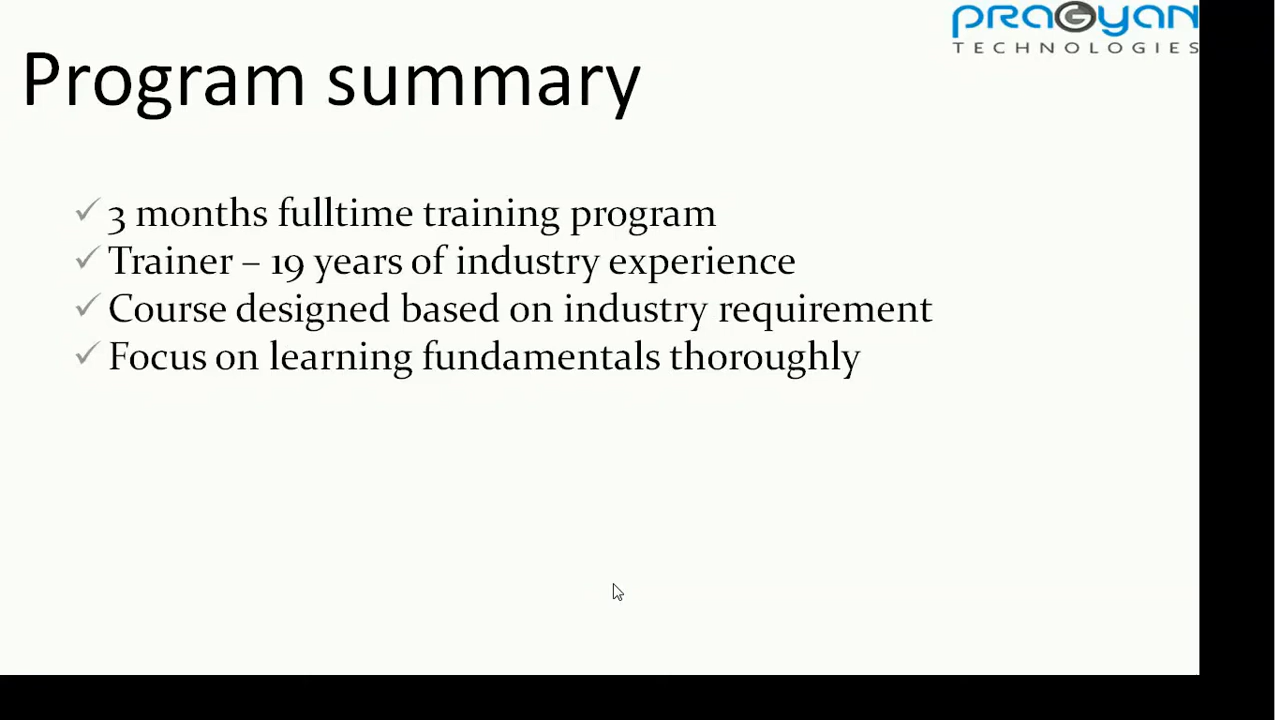 PRAGYAN
TECHNOLOGIES
Program summary
3 months fulltime training program
Trainer – 19 years of industry experience
Course designed based on industry requirement
Focus on learning fundamentals thoroughly